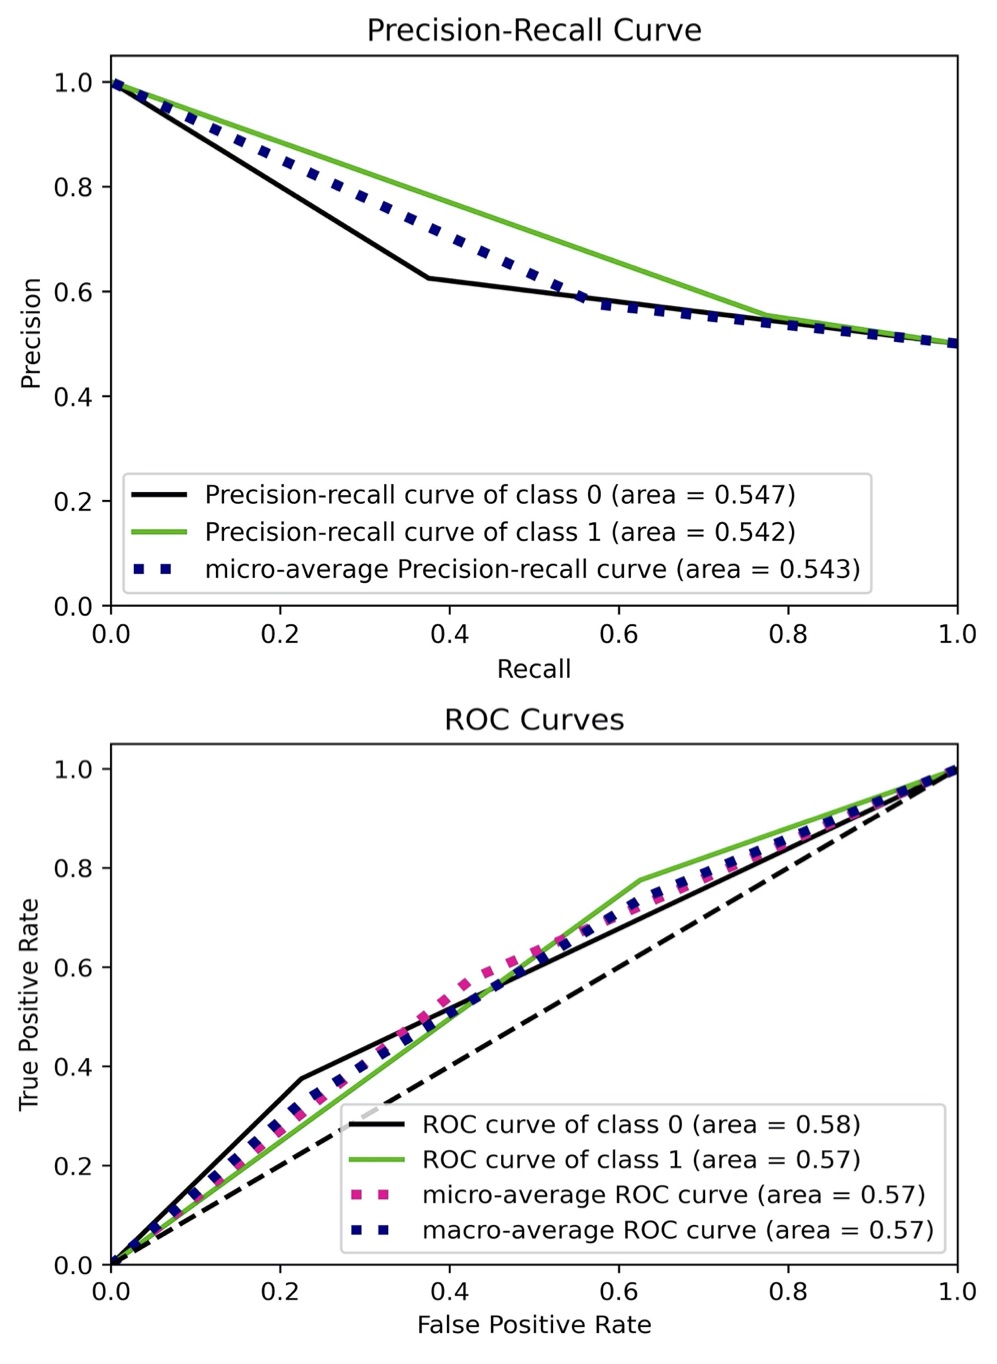 Precision-Recall Curve
1.0
0.8
0.6
0.4
0.2
0.0
Precision
Precision-recall curve of class 0 (area = 0.547)
Precision-recall curve of class 1 (area = 0.542)
micro-average Precision-recall curve (area = 0.543)
0.0 0.2 0.4 0.6 0.8 1.0
Recall
ROC Curves
1.0
0.8
0.6
0.4
0.2
0.0
True Positive Rate
ROC curve of class 0 (area = 0.58)
ROC curve of class 1 (area = 0.57)
micro-average ROC curve (area = 0.57)
macro-average ROC curve (area = 0.57)
0.0 0.2 0.4 0.6 0.8 1.0
False Positive Rate